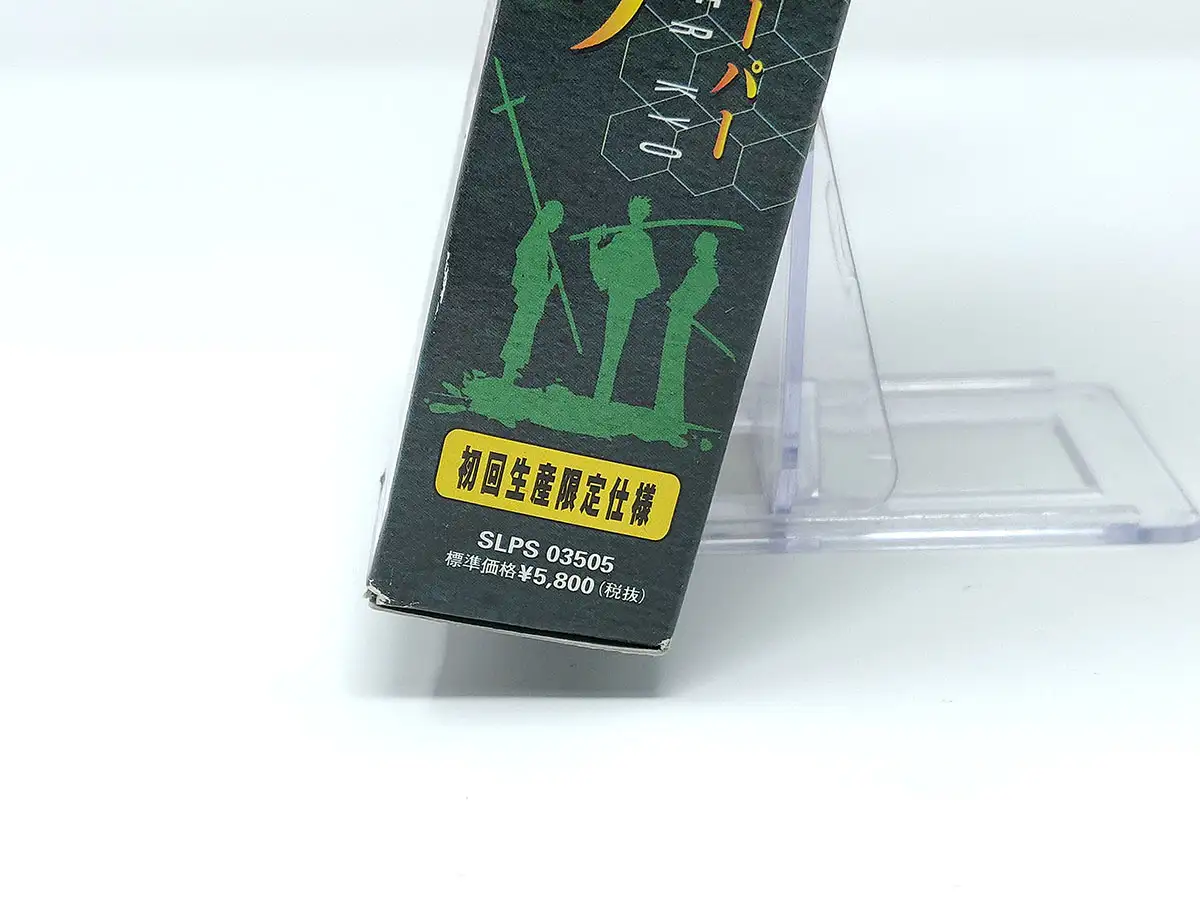 ーパー
ER KYO
初回生産限定仕様
SLPS 03505
標準価格¥5,800(税抜)